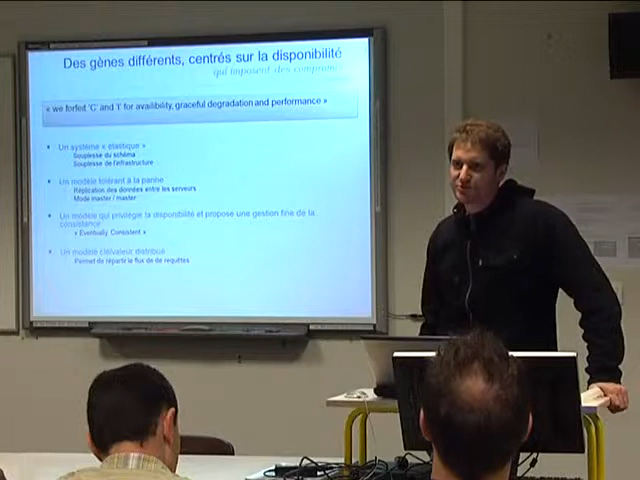 Des gènes différents, centrés sur la disponibilité
qui imposent des compromis
« we forfeit 'C' and 'I' for availibility, graceful degradation and performance »
Un système « élastique »
Souplesse du schéma
Souplesse de l'infrastructure
Un modèle tolérant à la panne
Réplication des données entre les serveurs
Mode master / master
Un modèle qui privilégie la disponibilité et propose une gestion fine de la
consistance
« Eventually Consistent »
Un modèle clé/valeur distribué
Permet de répartir le flux de de requêtes